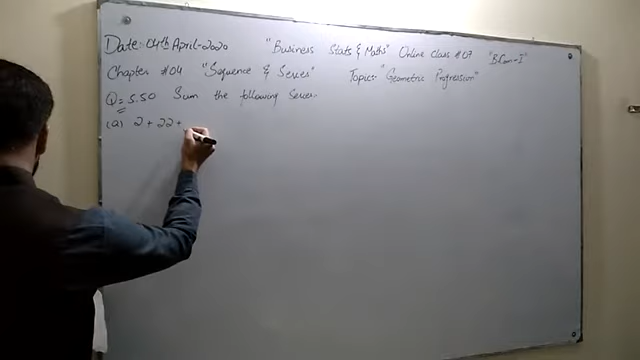 Date: 04th April-2020 "Business Stats & Maths" Online Class # 07 "B.Com-I"
Chapter #04 "Sequence & Series" Topic: "Geometric Progression"
Q=5.50 Sum the following Series:
(a) 2 + 22 +